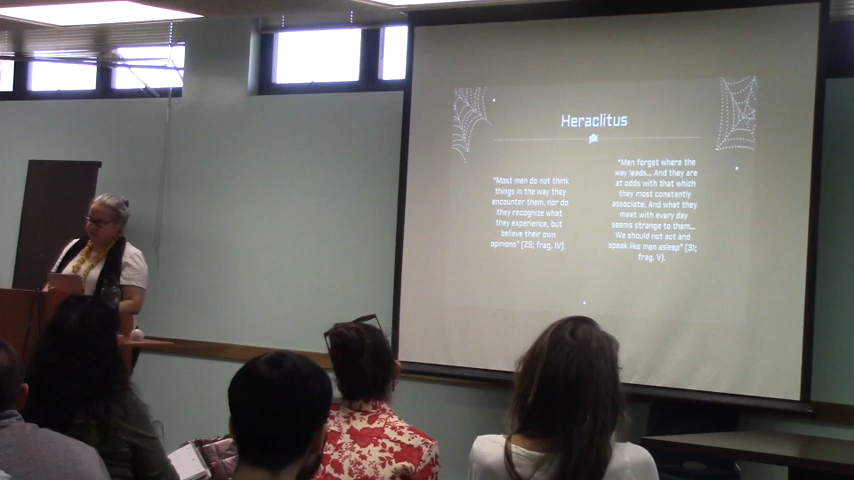 Heraclitus
"Most men do not think
things in the way they
encounter them, nor do
they recognize what
they experience, but
believe their own
opinions" (29; frag. IV).
"Men forget where the
way leads... And they are
at odds with that which
they most constantly
associate. And what they
meet with every day
seems strange to them...
We should not act and
speak like men asleep" (31;
frag. V).